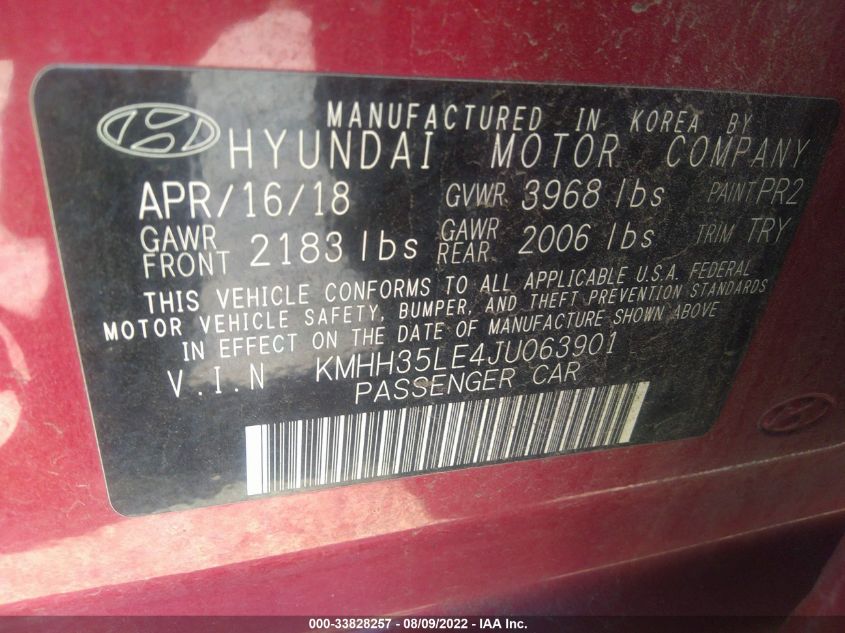 MANUFACTURED IN KOREA BY
HYUNDAI MOTOR COMPANY
APR/16/18 GVWR 3968 lbs PAINT PR2
GAWR FRONT 2183 lbs GAWR REAR 2006 lbs TRIM TRY
THIS VEHICLE CONFORMS TO ALL APPLICABLE U.S.A. FEDERAL
MOTOR VEHICLE SAFETY, BUMPER, AND THEFT PREVENTION STANDARDS
IN EFFECT ON THE DATE OF MANUFACTURE SHOWN ABOVE
V.I.N KMHH35LE4JU063901
PASSENGER CAR
000-33828257 - 08/09/2022 - IAA Inc.